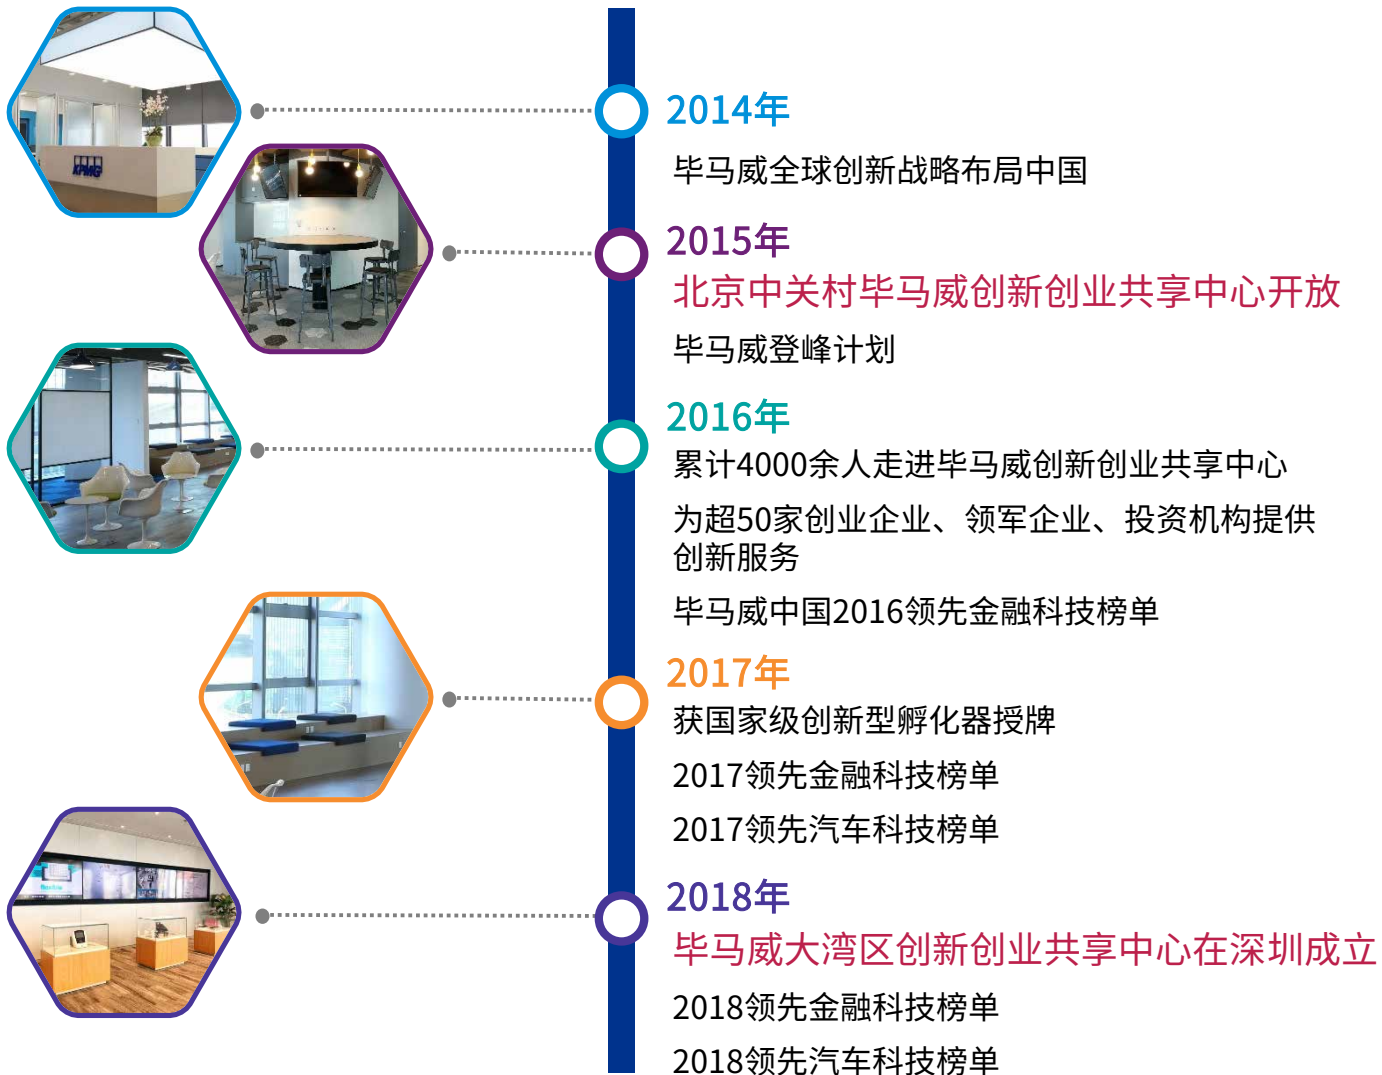 KPMG
2014年
毕马威全球创新战略布局中国
2015年
北京中关村毕马威创新创业共享中心开放
毕马威登峰计划
2016年
累计4000余人走进毕马威创新创业共享中心
为超50家创业企业、领军企业、投资机构提供
创新服务
毕马威中国2016领先金融科技榜单
2017年
获国家级创新型孵化器授牌
2017领先金融科技榜单
2017领先汽车科技榜单
2018年
毕马威大湾区创新创业共享中心在深圳成立
2018领先金融科技榜单
2018领先汽车科技榜单